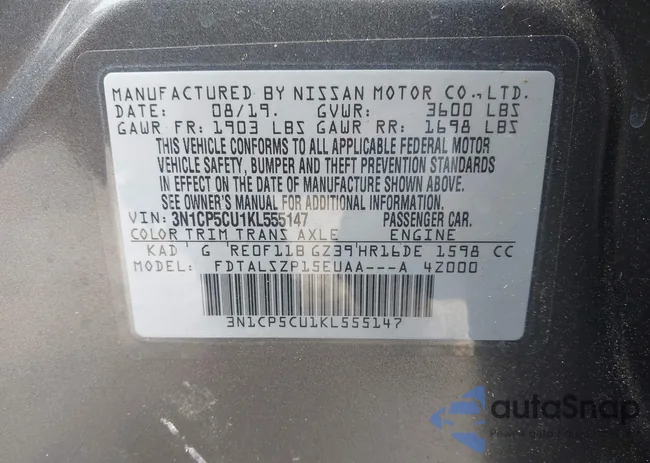 MANUFACTURED BY NISSAN MOTOR CO.,LTD.
DATE: 08/19. GVWR: 3600 LBS
GAWR FR: 1903 LBS GAWR RR: 1698 LBS
THIS VEHICLE CONFORMS TO ALL APPLICABLE FEDERAL MOTOR
VEHICLE SAFETY, BUMPER AND THEFT PREVENTION STANDARDS
IN EFFECT ON THE DATE OF MANUFACTURE SHOWN ABOVE.
SEE OWNER'S MANUAL FOR ADDITIONAL INFORMATION.
VIN: 3N1CP5CU1KL555147 PASSENGER CAR.
COLOR TRIM TRANS AXLE ENGINE
KAD G RE0F11B GZ39 HR16DE 1598 CC
MODEL: FDTALSZP15EUAA---A 4Z000
3N1CP5CU1KL555147
autoSnap